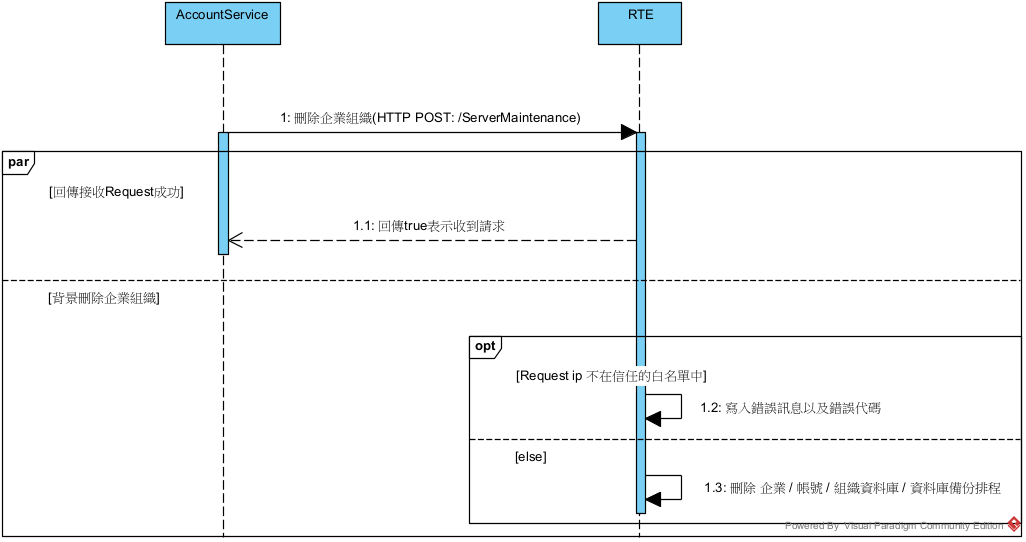 AccountService
RTE
1: 刪除企業組織(HTTP POST: /ServerMaintenance)
par
[回傳接收Request成功]
1.1: 回傳true表示收到請求
[背景刪除企業組織]
opt
[Request ip 不在信任的白名單中]
1.2: 寫入錯誤訊息以及錯誤代碼
[else]
1.3: 刪除 企業 / 帳號 / 組織資料庫 / 資料庫備份排程
Powered By Visual Paradigm Community Edition